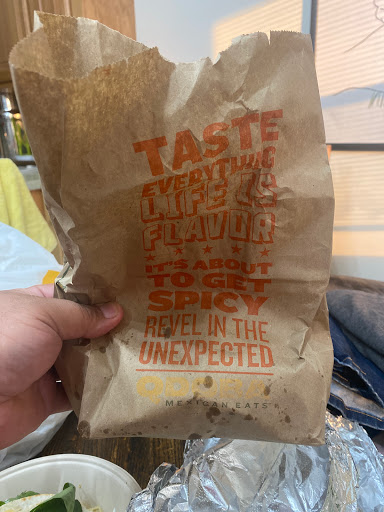 TASTE
EVERYTHING
LIFE IS
FLAVOR
IT'S ABOUT
TO GET
SPICY
REVEL IN THE
UNEXPECTED
QDOBA
MEXICAN EATS